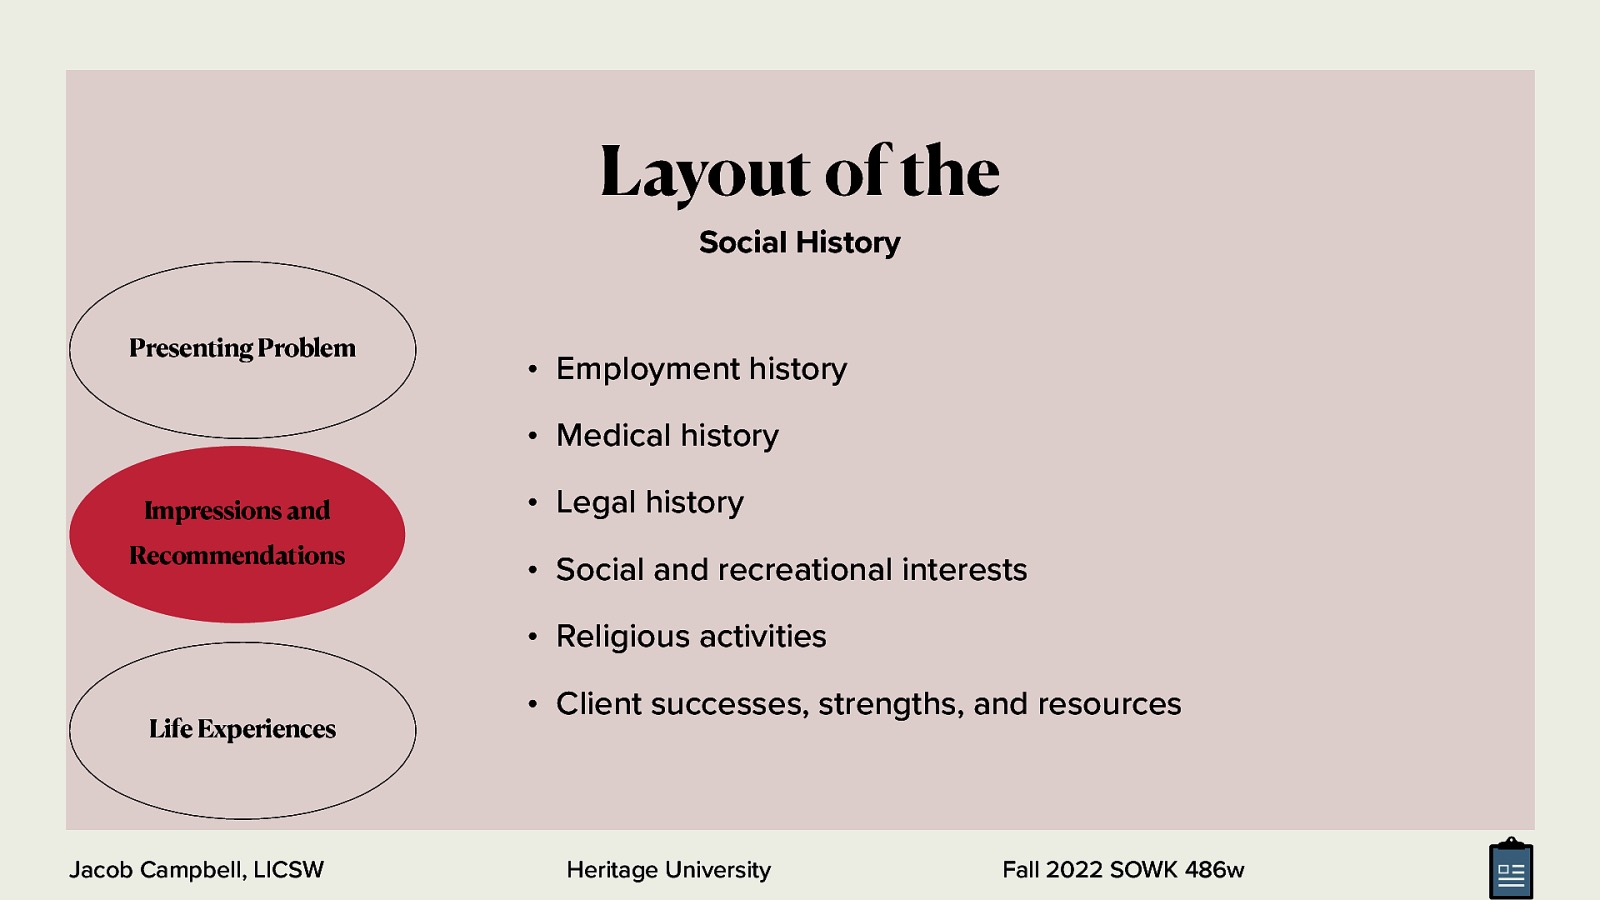 Layout of the
Social History
Presenting Problem
Impressions and
Recommendations
Life Experiences
• Employment history
• Medical history
• Legal history
• Social and recreational interests
• Religious activities
• Client successes, strengths, and resources
Jacob Campbell, LICSW
Heritage University
Fall 2022 SOWK 486w